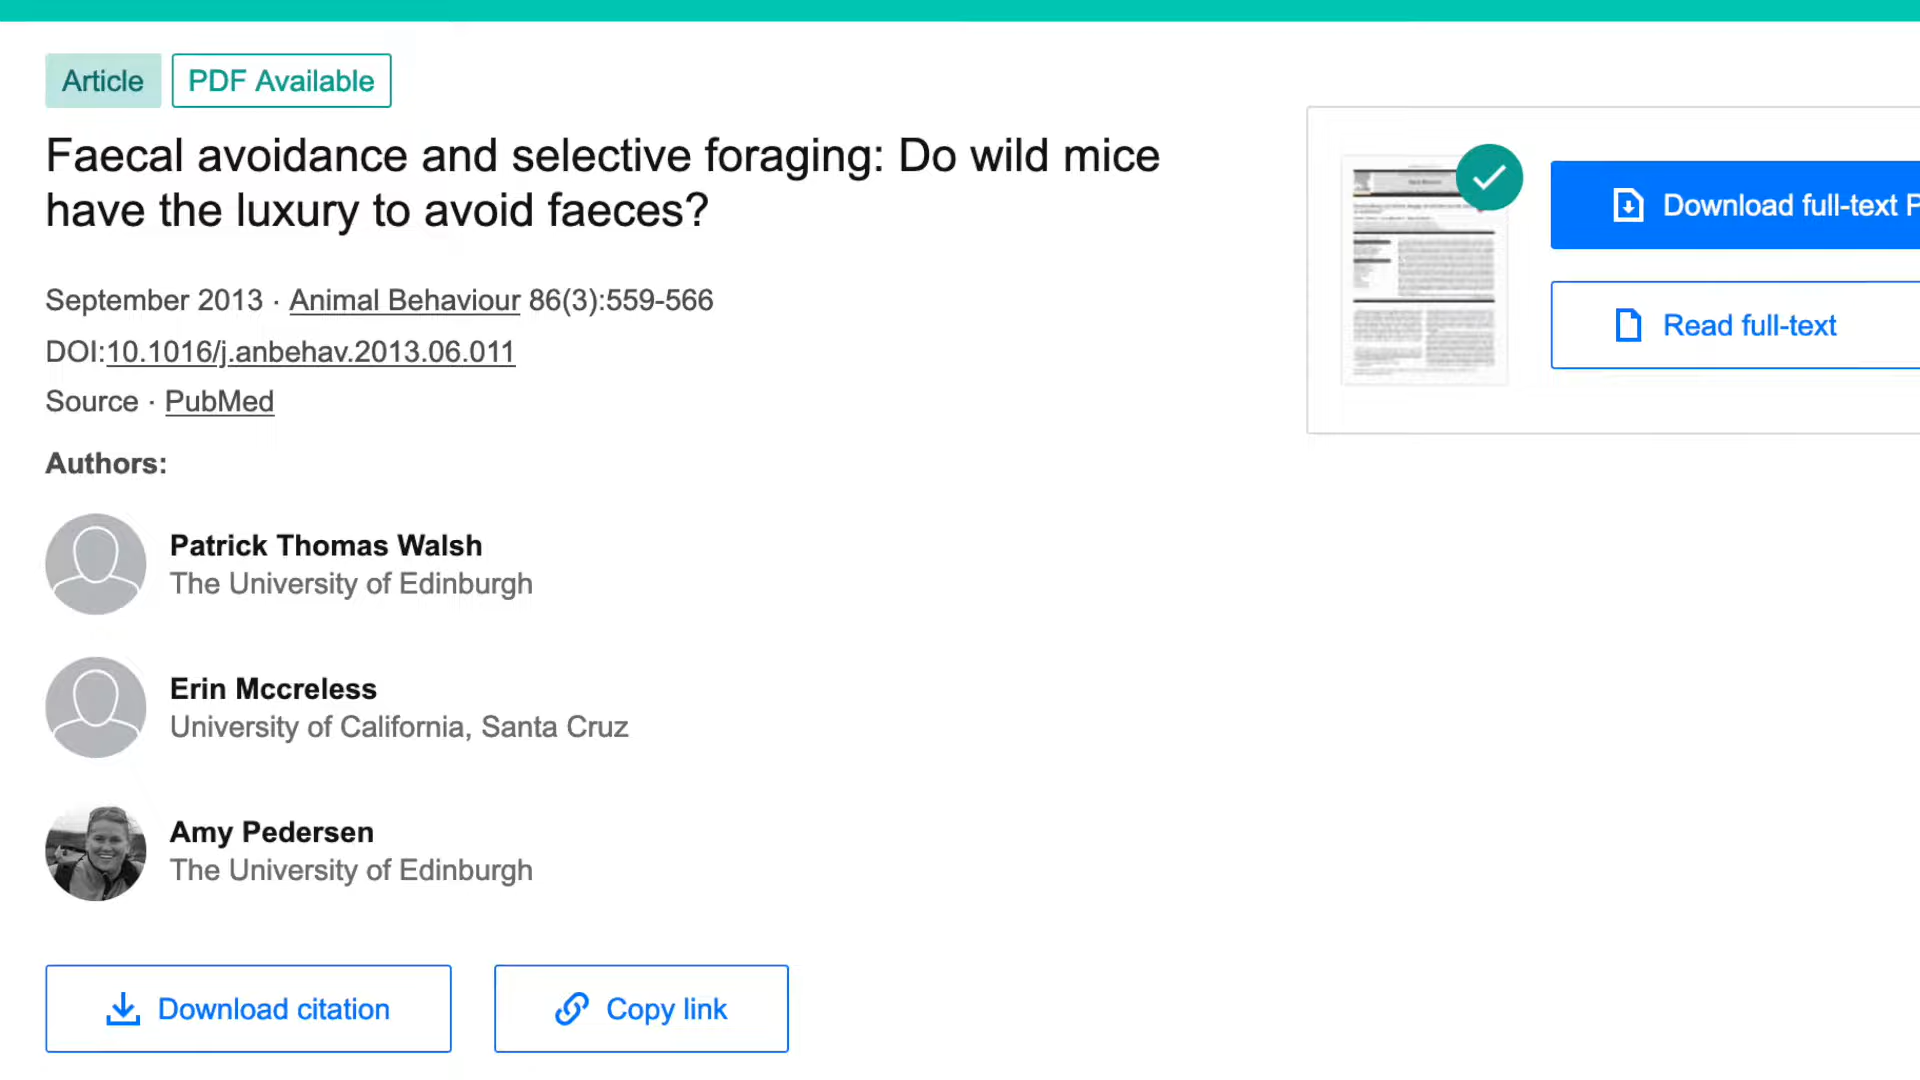 Article
PDF Available
Faecal avoidance and selective foraging: Do wild mice
have the luxury to avoid faeces?
September 2013 · Animal Behaviour 86(3):559-566
DOI:10.1016/j.anbehav.2013.06.011
Source · PubMed
Authors:
Patrick Thomas Walsh
The University of Edinburgh
Erin Mccreless
University of California, Santa Cruz
Amy Pedersen
The University of Edinburgh
Download citation
Copy link
Download full-text P
Read full-text